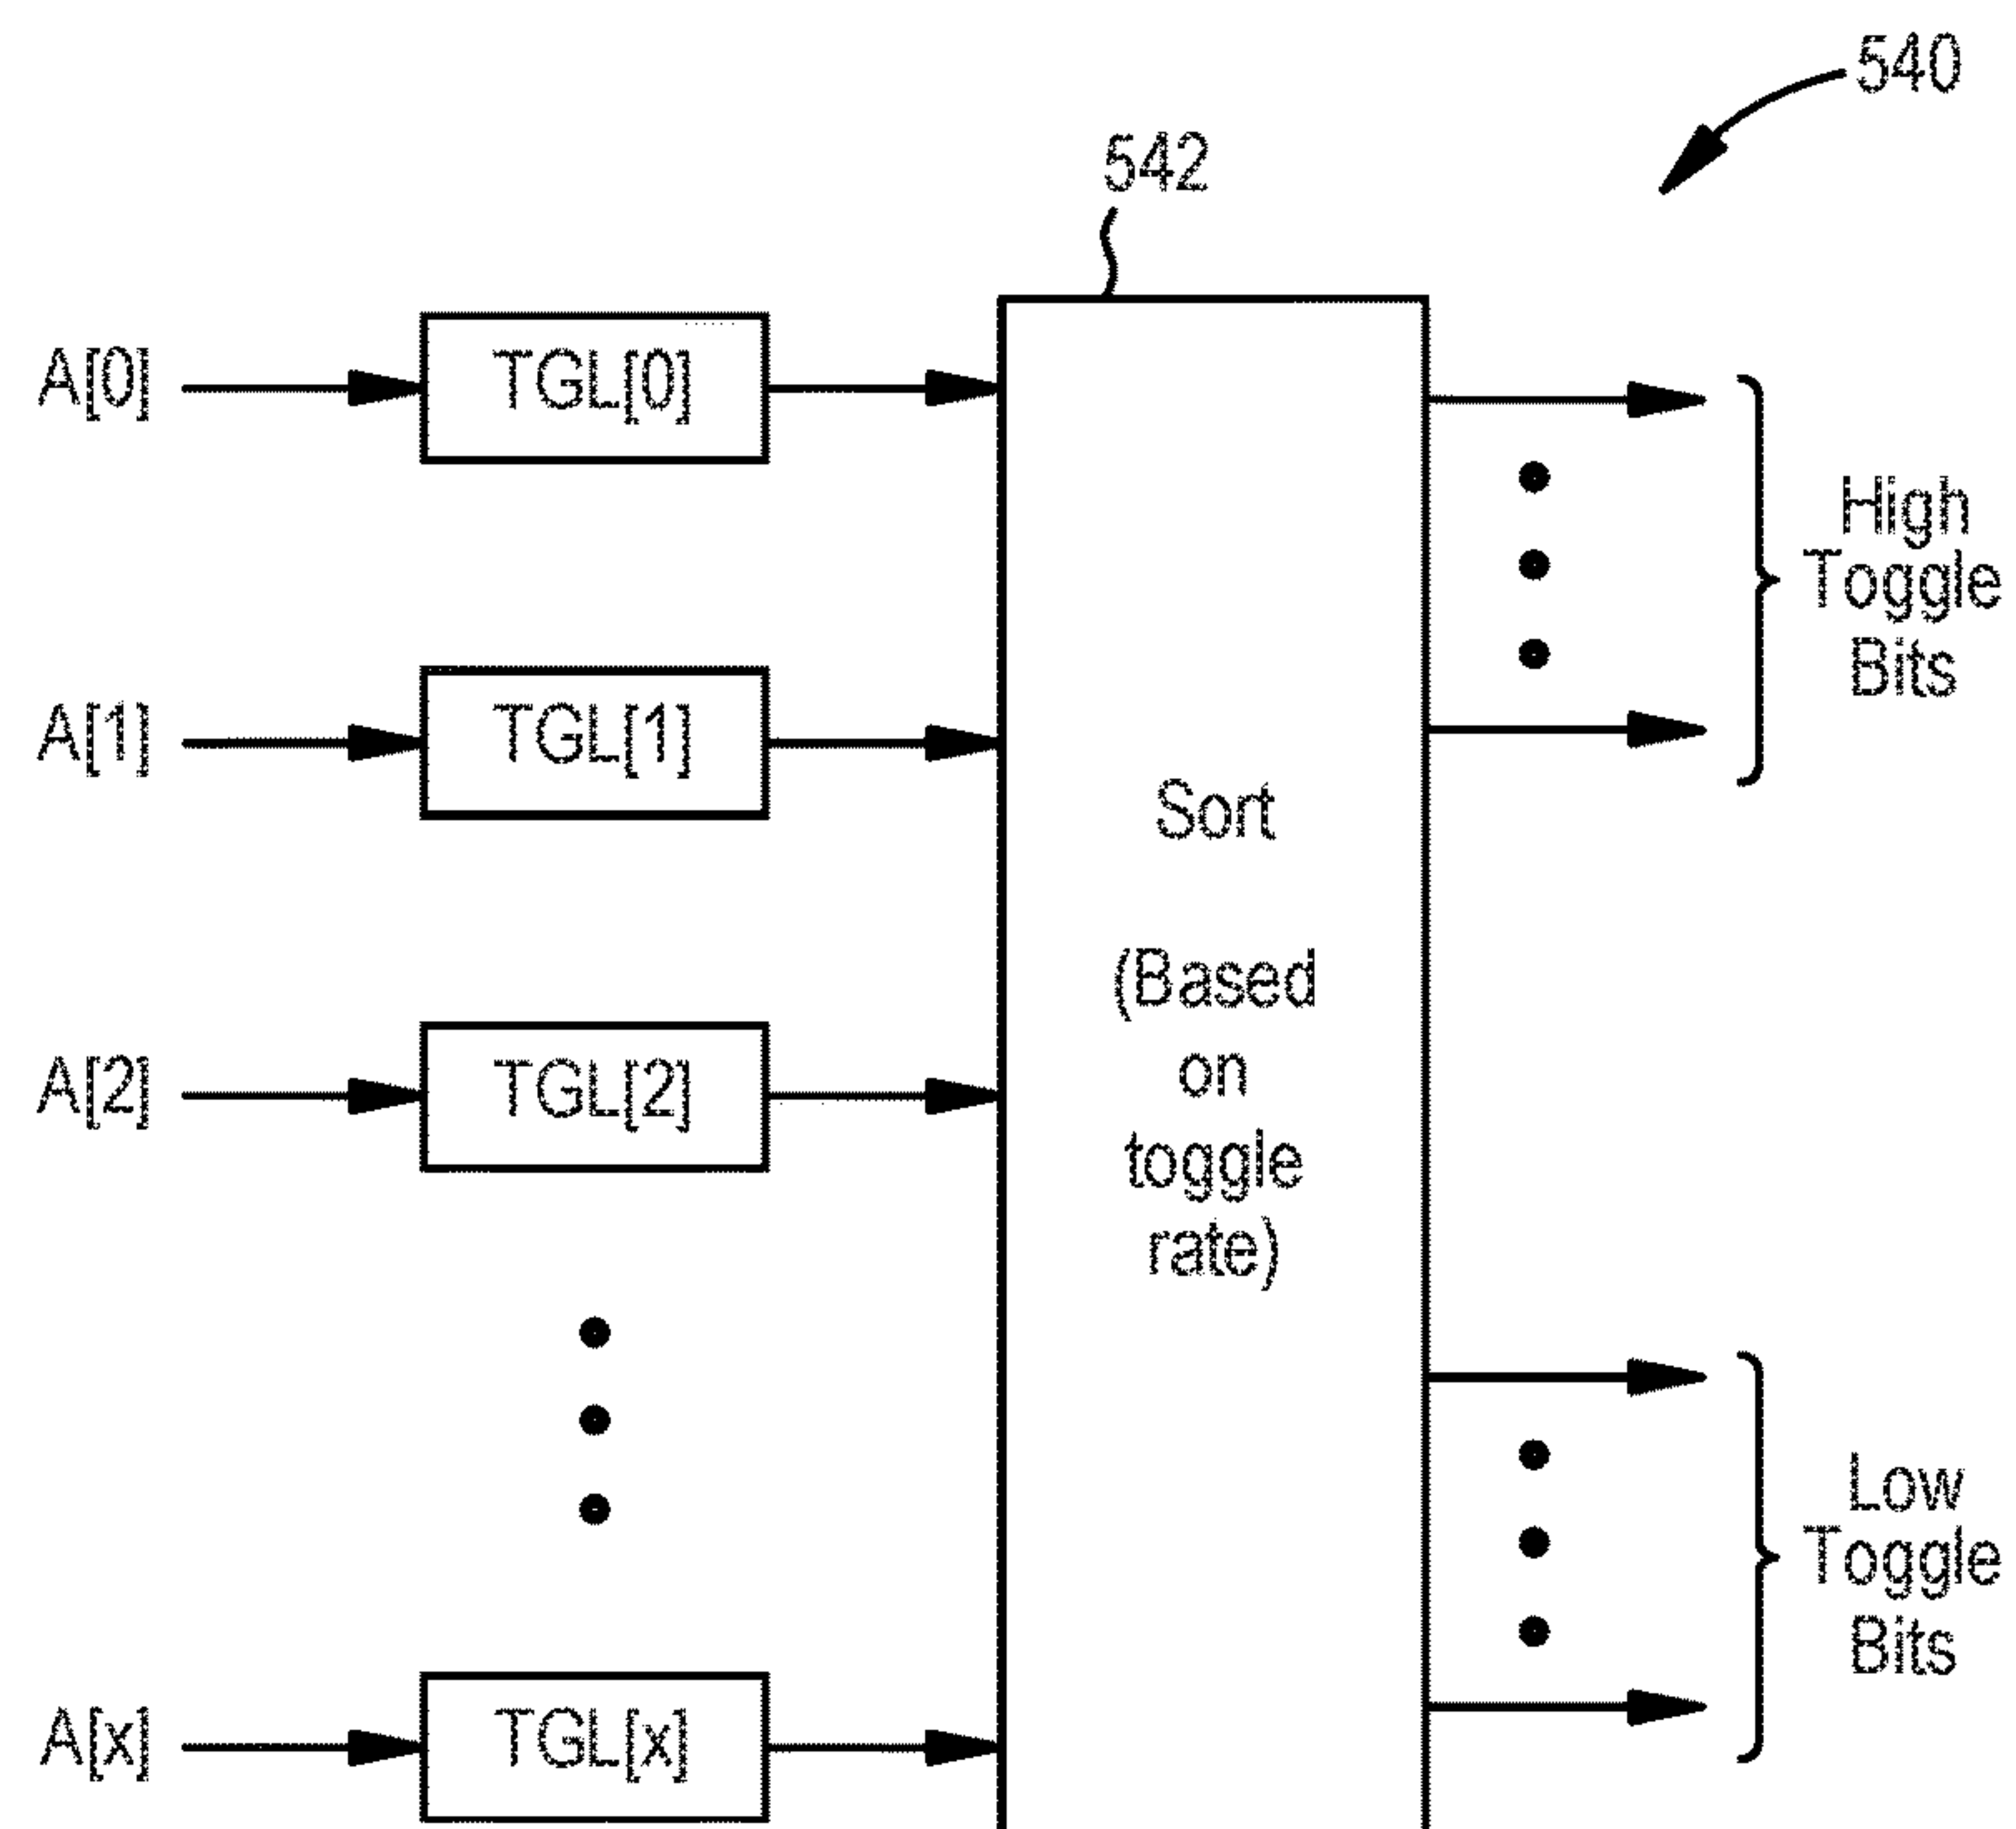 540
542
A[0]
TGL[0]
A[1]
TGL[1]
A[2]
TGL[2]
A[x]
TGL[x]
Sort
(Based
on
toggle
rate)
High
Toggle
Bits
Low
Toggle
Bits